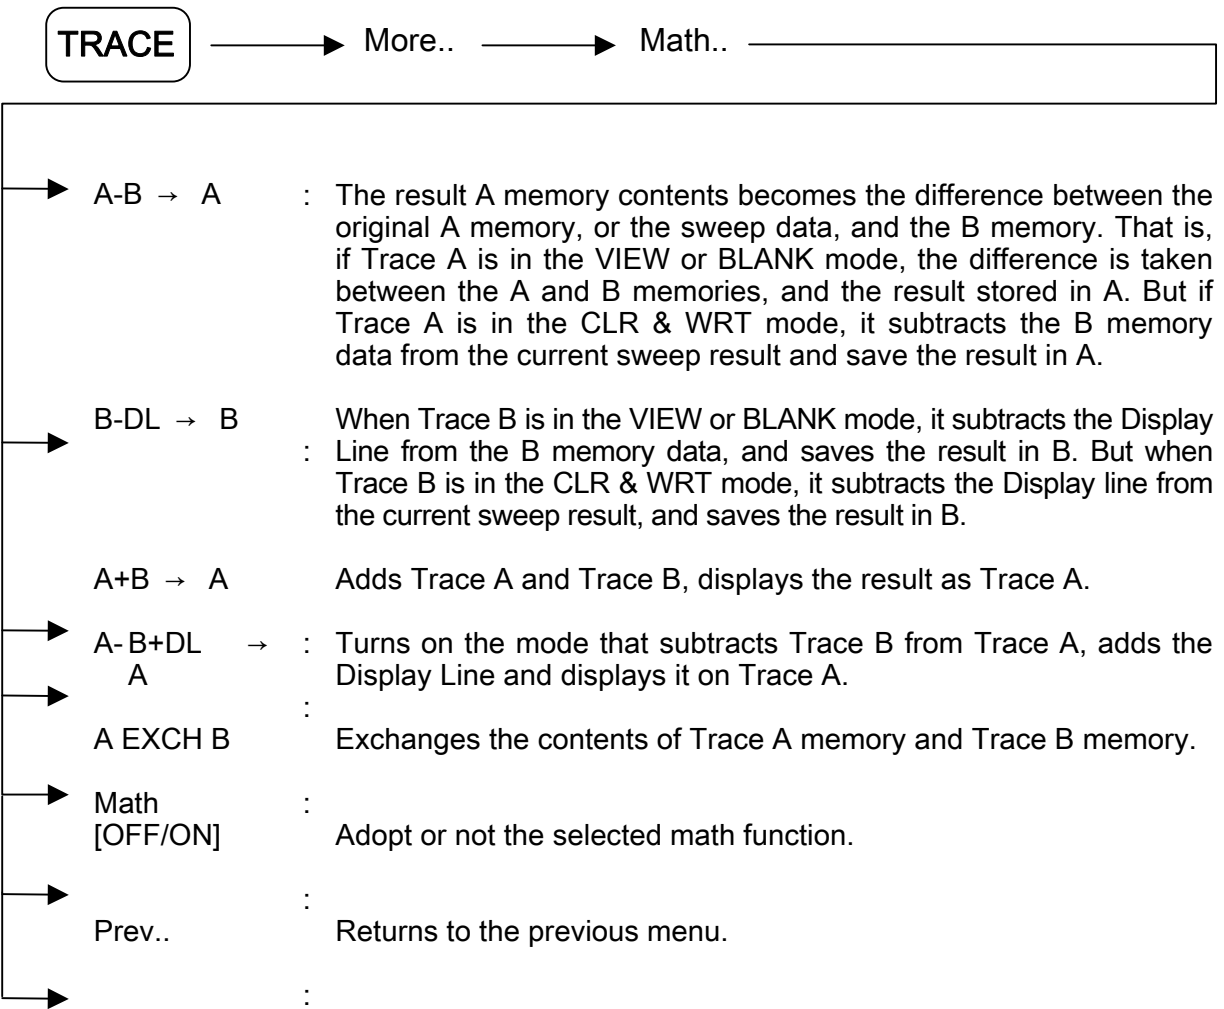 TRACE More.. Math..
A-B → A : The result A memory contents becomes the difference between the
original A memory, or the sweep data, and the B memory. That is,
if Trace A is in the VIEW or BLANK mode, the difference is taken
between the A and B memories, and the result stored in A. But if
Trace A is in the CLR & WRT mode, it subtracts the B memory
data from the current sweep result and save the result in A.
B-DL → B When Trace B is in the VIEW or BLANK mode, it subtracts the Display
: Line from the B memory data, and saves the result in B. But when
Trace B is in the CLR & WRT mode, it subtracts the Display line from
the current sweep result, and saves the result in B.
A+B → A Adds Trace A and Trace B, displays the result as Trace A.
A- B+DL → : Turns on the mode that subtracts Trace B from Trace A, adds the
A Display Line and displays it on Trace A.
:
A EXCH B Exchanges the contents of Trace A memory and Trace B memory.
Math :
[OFF/ON] Adopt or not the selected math function.
:
Prev.. Returns to the previous menu.
: